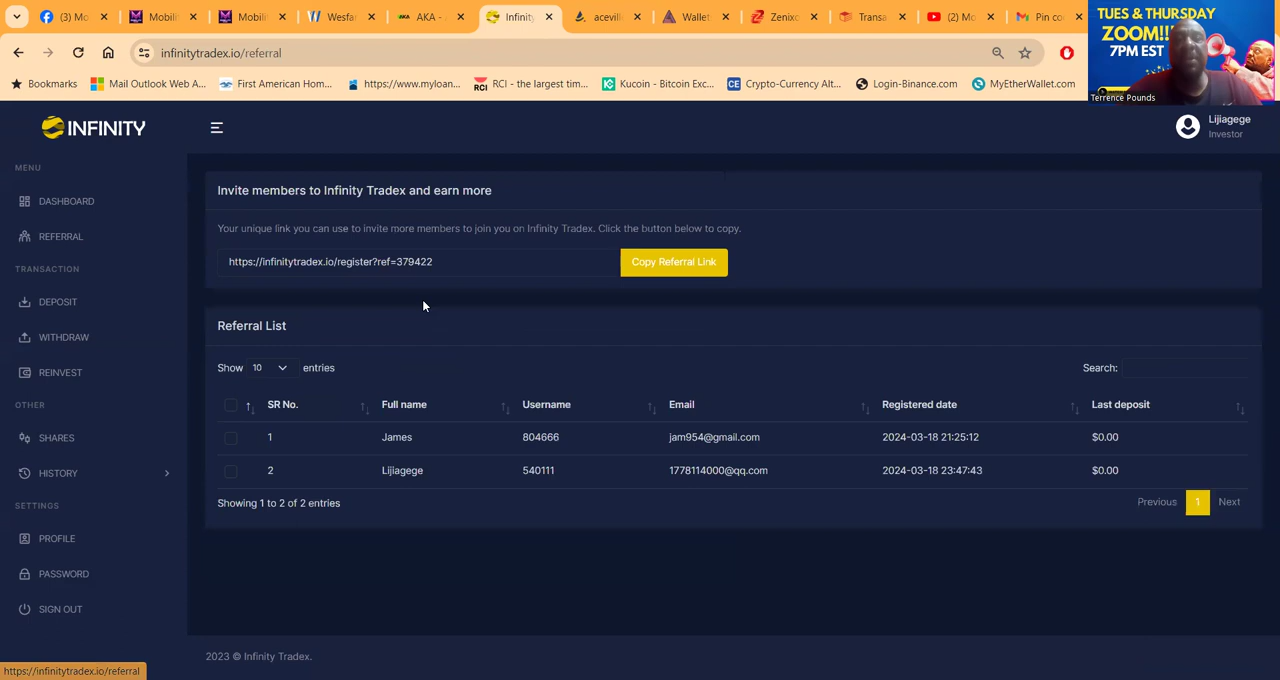 (3) Mo
Mobili
Mobili
Wesfar
AKA -
Infinity
acevill
Wallet
Zenixo
Transa
(2) Mo
Pin co
infinitytradex.io/referral
Bookmarks
Mail Outlook Web A...
First American Hom...
https://www.myloan...
RCI - the largest tim...
Kucoin - Bitcoin Exc...
Crypto-Currency Alt...
Login-Binance.com
MyEtherWallet.com
TUES & THURSDAY
ZOOM!!!
7PM EST
Terrence Pounds
INFINITY
Lijiagege
Investor
MENU
DASHBOARD
REFERRAL
TRANSACTION
DEPOSIT
WITHDRAW
REINVEST
OTHER
SHARES
HISTORY
SETTINGS
PROFILE
PASSWORD
SIGN OUT
Invite members to Infinity Tradex and earn more
Your unique link you can use to invite more members to join you on Infinity Tradex. Click the button below to copy.
https://infinitytradex.io/register?ref=379422
Copy Referral Link
Referral List
Show 10 entries
Search:
SR No. Full name Username Email Registered date Last deposit
1 James 804666 jam954@gmail.com 2024-03-18 21:25:12 $0.00
2 Lijiagege 540111 1778114000@qq.com 2024-03-18 23:47:43 $0.00
Showing 1 to 2 of 2 entries
Previous 1 Next
2023 © Infinity Tradex.
https://infinitytradex.io/referral